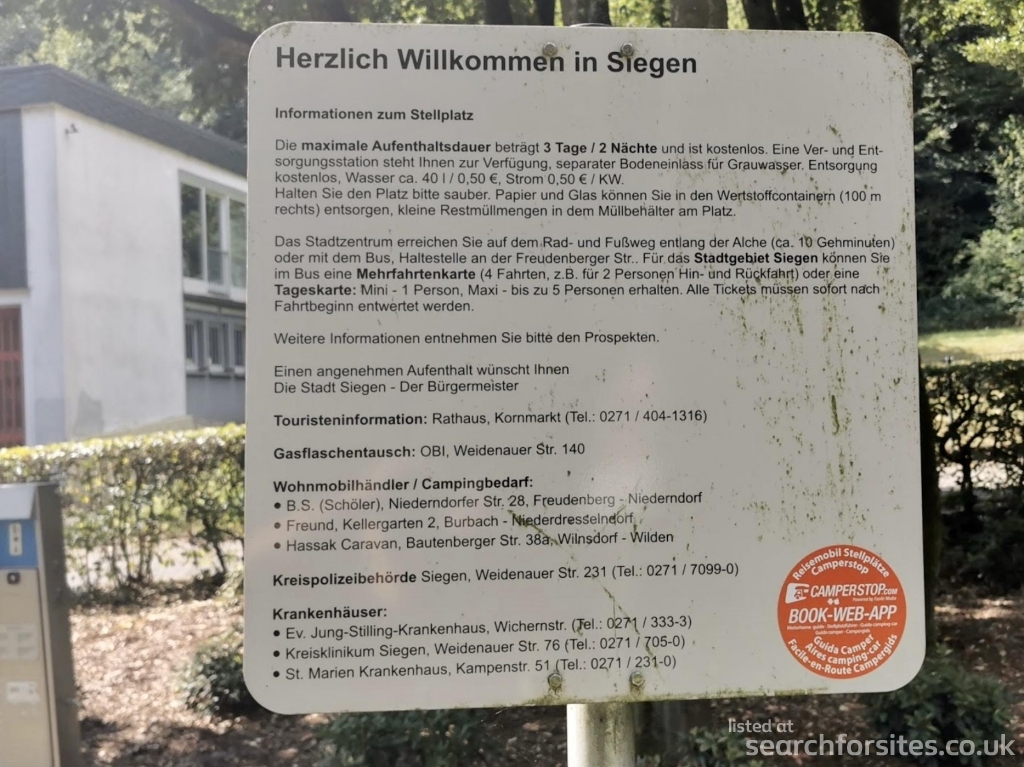 Herzlich Willkommen in Siegen
Informationen zum Stellplatz
Die maximale Aufenthaltsdauer beträgt 3 Tage / 2 Nächte und ist kostenlos. Eine Ver- und Ent-
sorgungsstation steht Ihnen zur Verfügung, separater Bodeneinlass für Grauwasser. Entsorgung
kostenlos, Wasser ca. 40 l / 0,50 €, Strom 0,50 € / KW.
Halten Sie den Platz bitte sauber. Papier und Glas können Sie in den Wertstoffcontainern (100 m
rechts) entsorgen, kleine Restmüllmengen in dem Müllbehälter am Platz.
Das Stadtzentrum erreichen Sie auf dem Rad- und Fußweg entlang der Alche (ca. 10 Gehminuten)
oder mit dem Bus, Haltestelle an der Freudenberger Str.. Für das Stadtgebiet Siegen können Sie
im Bus eine Mehrfahrtenkarte (4 Fahrten, z.B. für 2 Personen Hin- und Rückfahrt) oder eine
Tageskarte: Mini - 1 Person, Maxi - bis zu 5 Personen erhalten. Alle Tickets müssen sofort nach
Fahrtbeginn entwertet werden.
Weitere Informationen entnehmen Sie bitte den Prospekten.
Einen angenehmen Aufenthalt wünscht Ihnen
Die Stadt Siegen - Der Bürgermeister
Touristeninformation: Rathaus, Kornmarkt (Tel.: 0271 / 404-1316)
Gasflaschentausch: OBI, Weidenauer Str. 140
Wohnmobilhändler / Campingbedarf:
• B.S. (Schöler), Niederndorfer Str. 28, Freudenberg - Niederndorf
• Freund, Kellergarten 2, Burbach - Niederdresselndorf
• Hassak Caravan, Bautenberger Str. 38a, Wilnsdorf - Wilden
Kreispolizeibehörde Siegen, Weidenauer Str. 231 (Tel.: 0271 / 7099-0)
Krankenhäuser:
• Ev. Jung-Stilling-Krankenhaus, Wichernstr. (Tel.: 0271 / 333-3)
• Kreisklinikum Siegen, Weidenauer Str. 76 (Tel.: 0271 / 705-0)
• St. Marien Krankenhaus, Kampenstr. 51 (Tel.: 0271 / 231-0)
Reisemobil Stellplätze
Camperstop
CAMPERSTOP.COM
BOOK-WEB-APP
Guida Camper
Aires camping-car
Facile-en-Route Campergids
listed at
searchforsites.co.uk